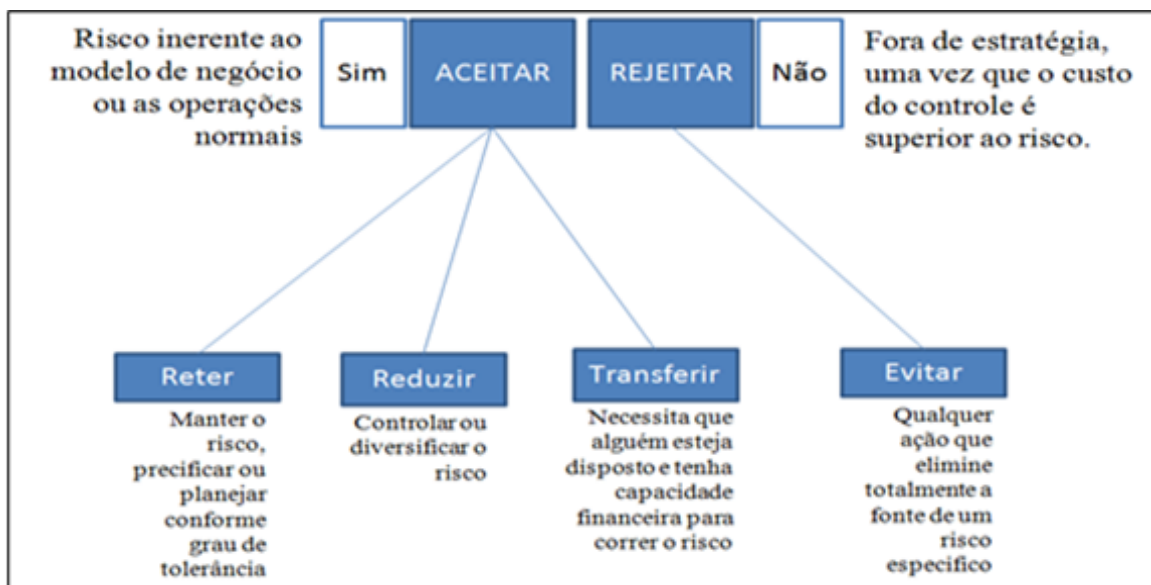 Risco inerente ao
modelo de negócio
ou as operações
normais
Sim
ACEITAR
REJEITAR
Não
Fora de estratégia,
uma vez que o custo
do controle é
superior ao risco.
Reter
Manter o
risco,
precificar ou
planejar
conforme
grau de
tolerância
Reduzir
Controlar ou
diversificar o
risco
Transferir
Necessita que
alguém esteja
disposto e tenha
capacidade
financeira para
correr o risco
Evitar
Qualquer
ação que
elimine
totalmente a
fonte de um
risco
especifico